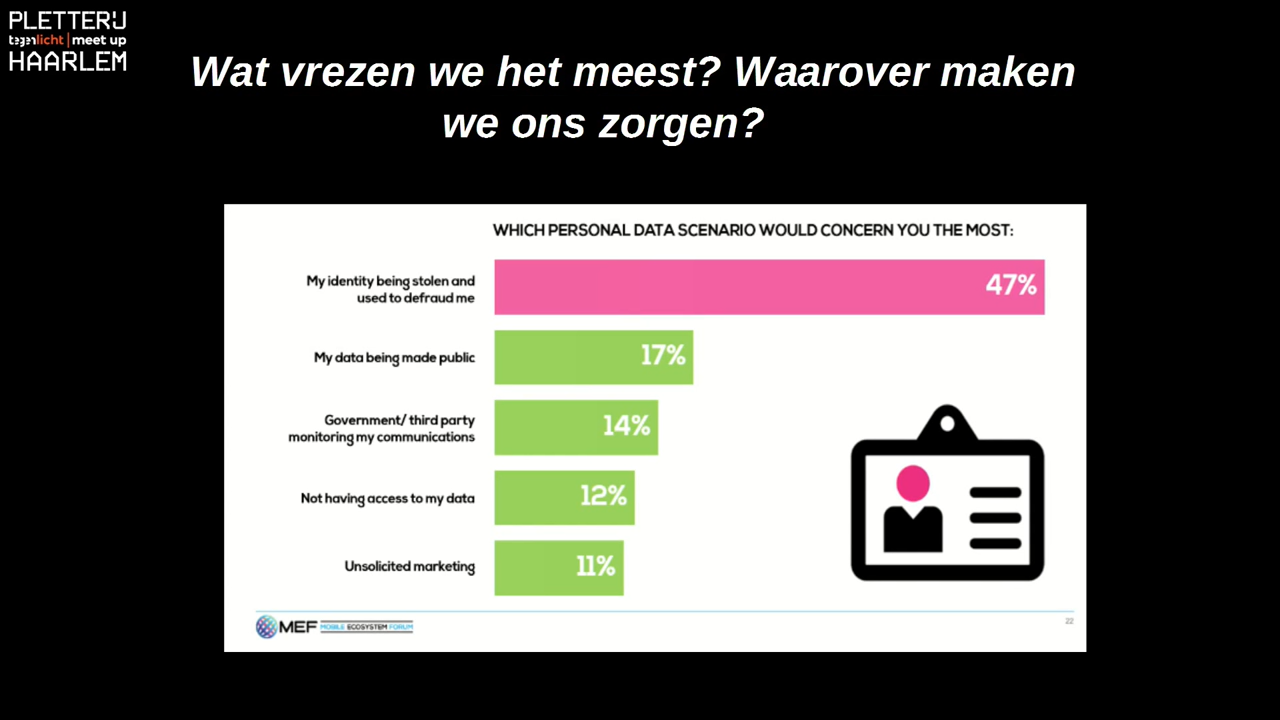 PLETTERIJ
tegenlicht | meet up
HAARLEM
Wat vrezen we het meest? Waarover maken
we ons zorgen?
WHICH PERSONAL DATA SCENARIO WOULD CONCERN YOU THE MOST:
My identity being stolen and
used to defraud me
47%
My data being made public
17%
Government/ third party
monitoring my communications
14%
Not having access to my data
12%
Unsolicited marketing
11%
MEF MOBILE ECOSYSTEM FORUM
22